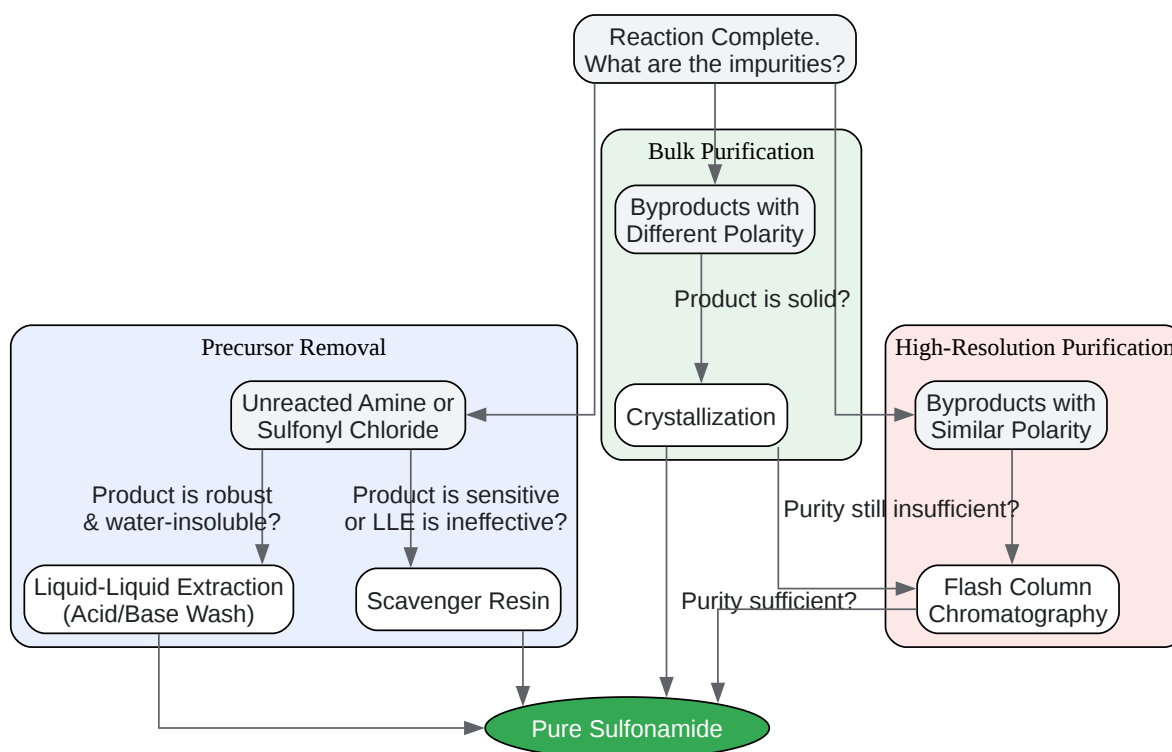 Reaction Complete.
What are the impurities?
Bulk Purification
Byproducts with
Different Polarity
Product is solid?
Precursor Removal
High-Resolution Purification
Unreacted Amine or
Sulfonyl Chloride
Crystallization
Byproducts with
Similar Polarity
Product is robust
& water-insoluble?
Product is sensitive
or LLE is ineffective?
Purity still insufficient?
Liquid-Liquid Extraction
(Acid/Base Wash)
Scavenger Resin
Purity sufficient?
Flash Column
Chromatography
Pure Sulfonamide